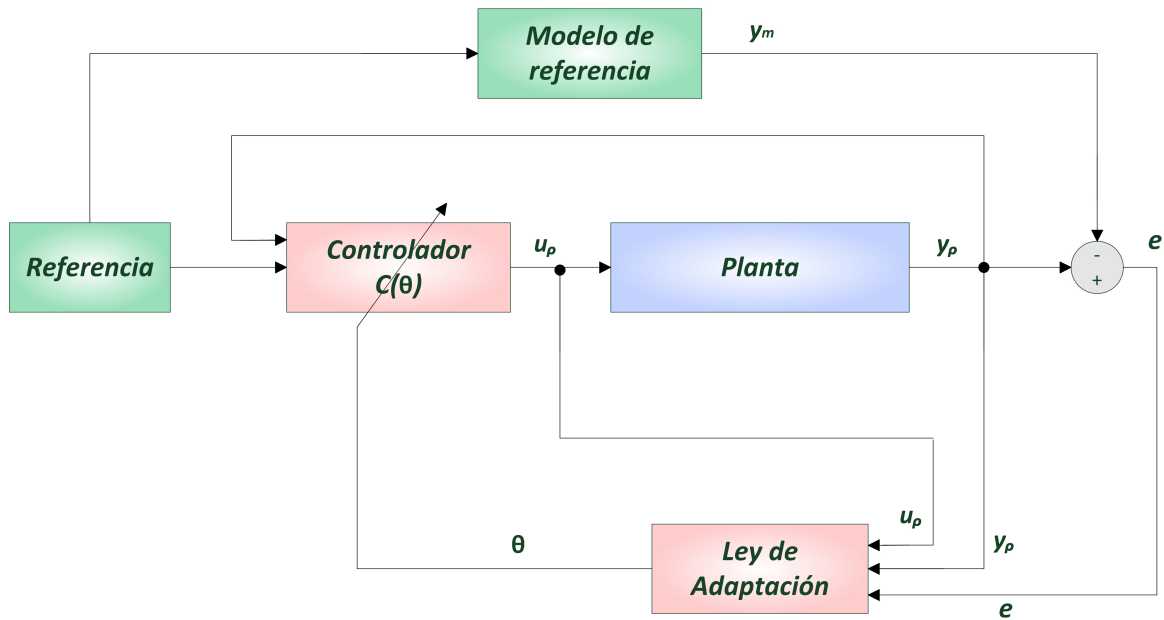 Modelo de
referencia
ym
Referencia
Controlador
C(θ)
uρ
Planta
yρ
-
+
e
Ley de
Adaptación
θ
uρ
yρ
e